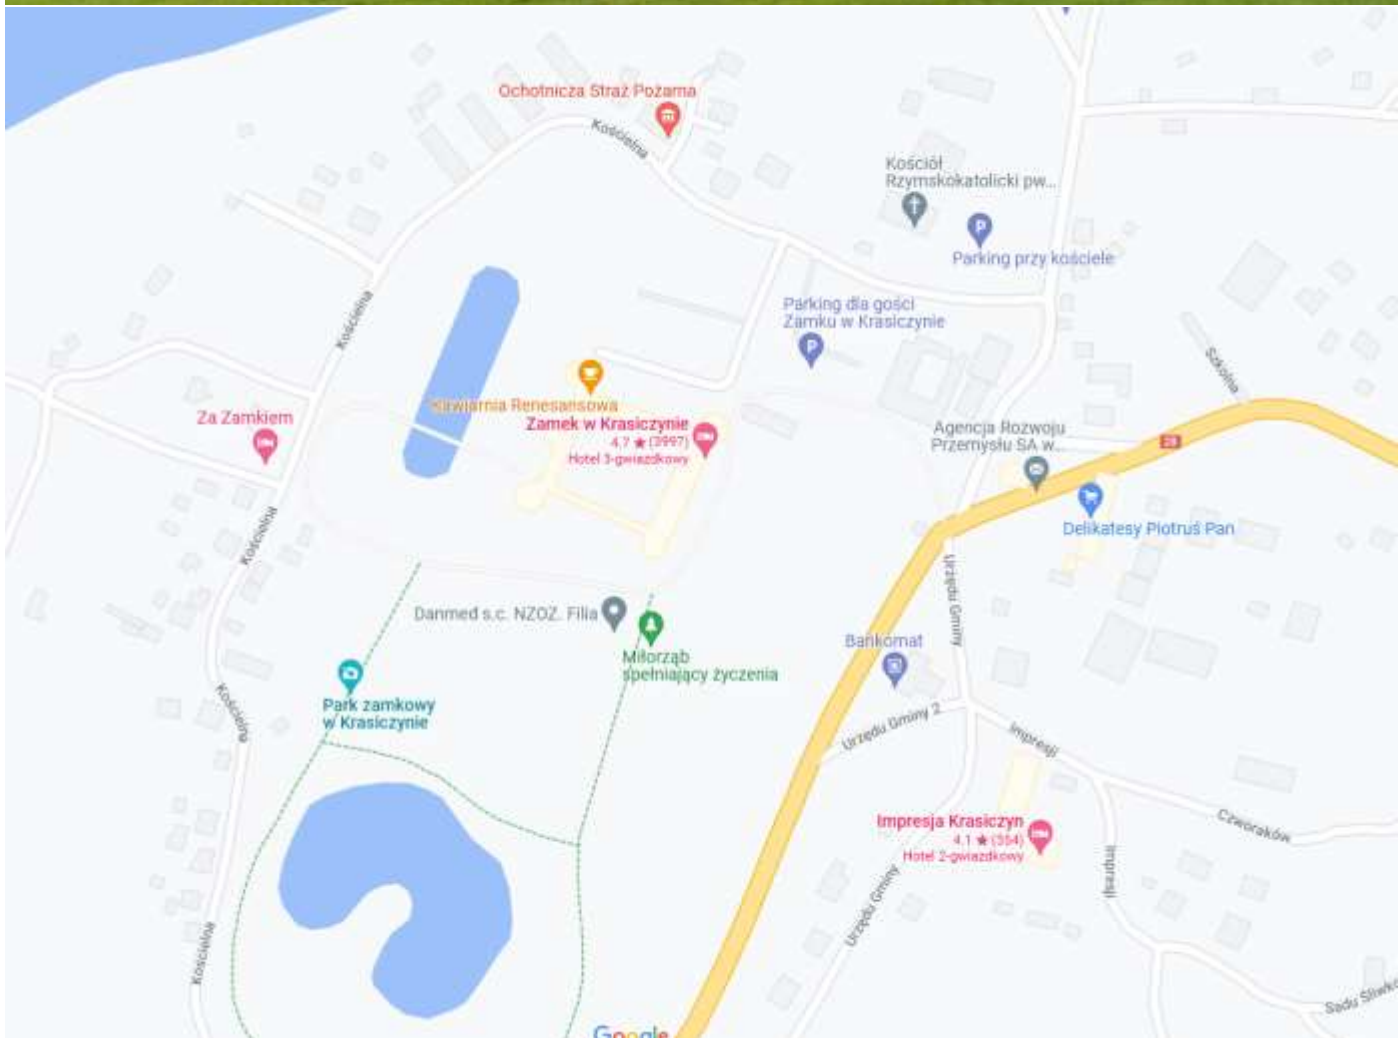 Ochotnicza Straż Pożarna
Kościelna
Kościół
Rzymskokatolicki pw...
Parking przy kościele
Parking dla gości
Zamku w Krasiczynie
Kościelna
Szkolna
Kawiarnia Renesansowa
Zamek w Krasiczynie
4.7 ★ (3997)
Hotel 3-gwiazdkowy
Za Zamkiem
Agencja Rozwoju
Przemysłu SA w...
28
Delikatesy Piotruś Pan
Kościelna
Urzędu Gminy
Danmed s.c. NZOZ. Filia
Miłorząb
spełniający życzenia
Bankomat
Park zamkowy
w Krasiczynie
Kościelna
Urzędu Gminy 2
Impresji
Impresja Krasiczyn
4.1 ★ (554)
Hotel 2-gwiazdkowy
Czworaków
Impresji
Urzędu Gminy
Kościelna
Sadu Śliwko
Google